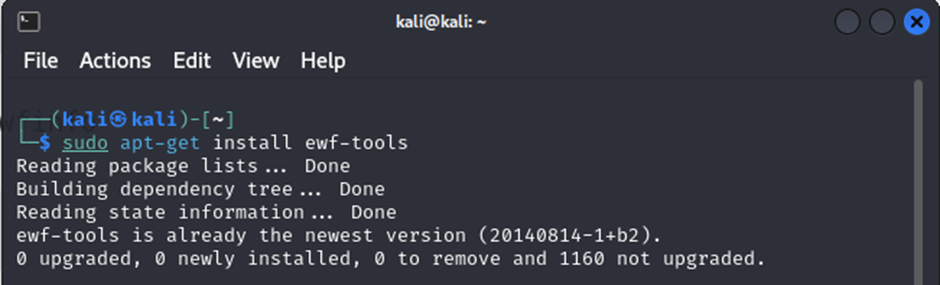 kali@kali: ~
File Actions Edit View Help
┌──(kali㉿kali)-[~]
└─$ sudo apt-get install ewf-tools
Reading package lists... Done
Building dependency tree... Done
Reading state information... Done
ewf-tools is already the newest version (20140814-1+b2).
0 upgraded, 0 newly installed, 0 to remove and 1160 not upgraded.